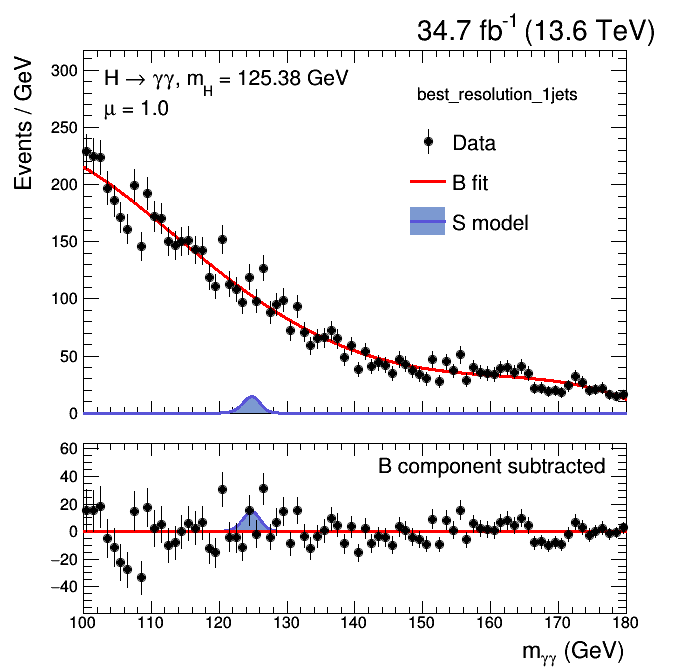 34.7 fb⁻¹ (13.6 TeV)
Events / GeV
H → γγ, m_H = 125.38 GeV
μ = 1.0
best_resolution_1jets
Data
B fit
S model
300
250
200
150
100
50
0
B component subtracted
60
40
20
0
−20
−40
100 110 120 130 140 150 160 170 180
m_γγ (GeV)